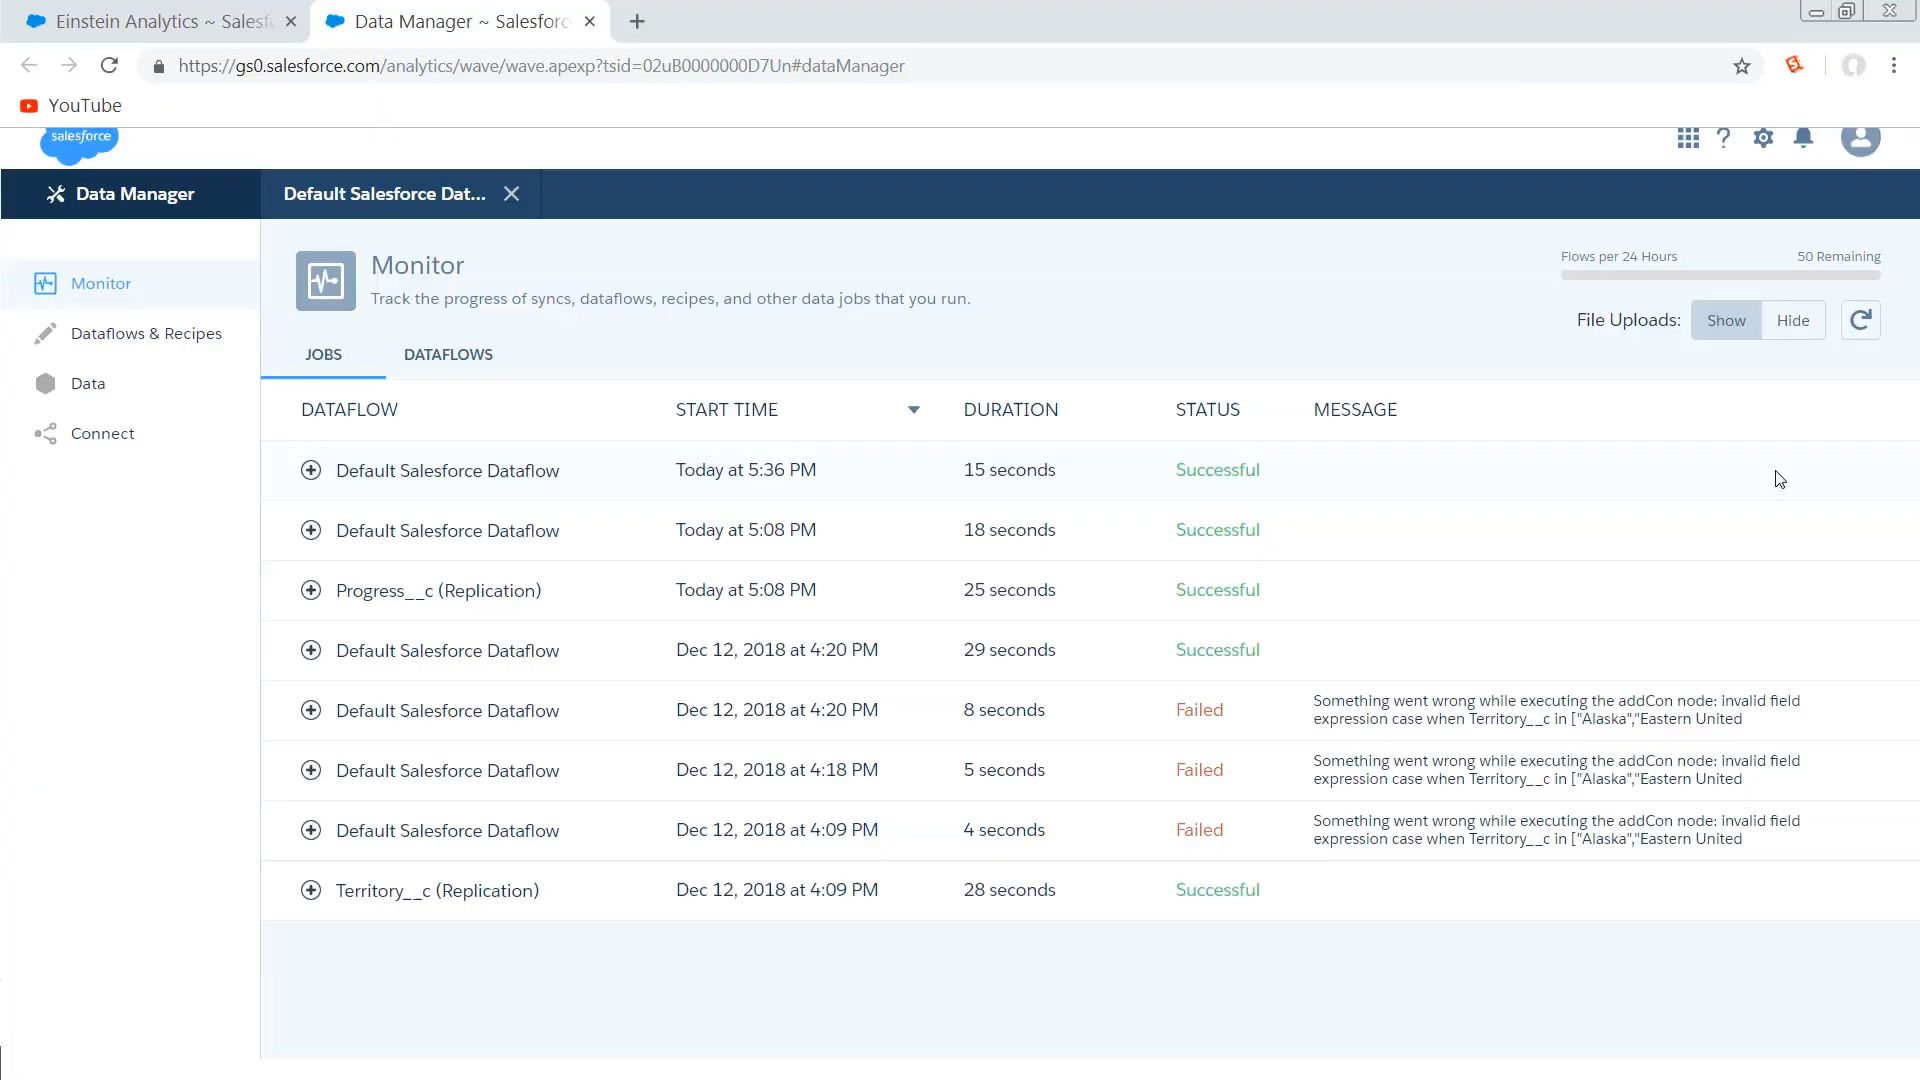 Einstein Analytics ~ Salesf
Data Manager ~ Salesforc
https://gs0.salesforce.com/analytics/wave/wave.apexp?tsid=02uB0000000D7Un#dataManager
YouTube
salesforce
Data Manager
Default Salesforce Dat...
Monitor
Dataflows & Recipes
Data
Connect
Monitor
Track the progress of syncs, dataflows, recipes, and other data jobs that you run.
Flows per 24 Hours 50 Remaining
File Uploads: Show Hide
JOBS DATAFLOWS
DATAFLOW START TIME DURATION STATUS MESSAGE
Default Salesforce Dataflow Today at 5:36 PM 15 seconds Successful
Default Salesforce Dataflow Today at 5:08 PM 18 seconds Successful
Progress__c (Replication) Today at 5:08 PM 25 seconds Successful
Default Salesforce Dataflow Dec 12, 2018 at 4:20 PM 29 seconds Successful
Default Salesforce Dataflow Dec 12, 2018 at 4:20 PM 8 seconds Failed
Something went wrong while executing the addCon node: invalid field
expression case when Territory__c in ["Alaska","Eastern United
Default Salesforce Dataflow Dec 12, 2018 at 4:18 PM 5 seconds Failed
Something went wrong while executing the addCon node: invalid field
expression case when Territory__c in ["Alaska","Eastern United
Default Salesforce Dataflow Dec 12, 2018 at 4:09 PM 4 seconds Failed
Something went wrong while executing the addCon node: invalid field
expression case when Territory__c in ["Alaska","Eastern United
Territory__c (Replication) Dec 12, 2018 at 4:09 PM 28 seconds Successful